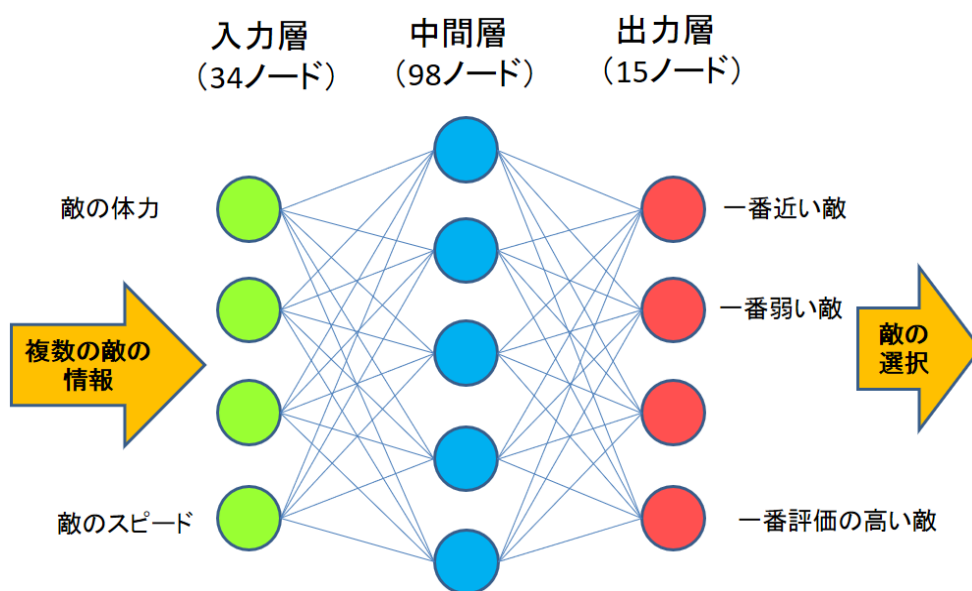 入力層
(34ノード)
中間層
(98ノード)
出力層
(15ノード)
敵の体力
複数の敵の
情報
敵のスピード
一番近い敵
一番弱い敵
一番評価の高い敵
敵の
選択